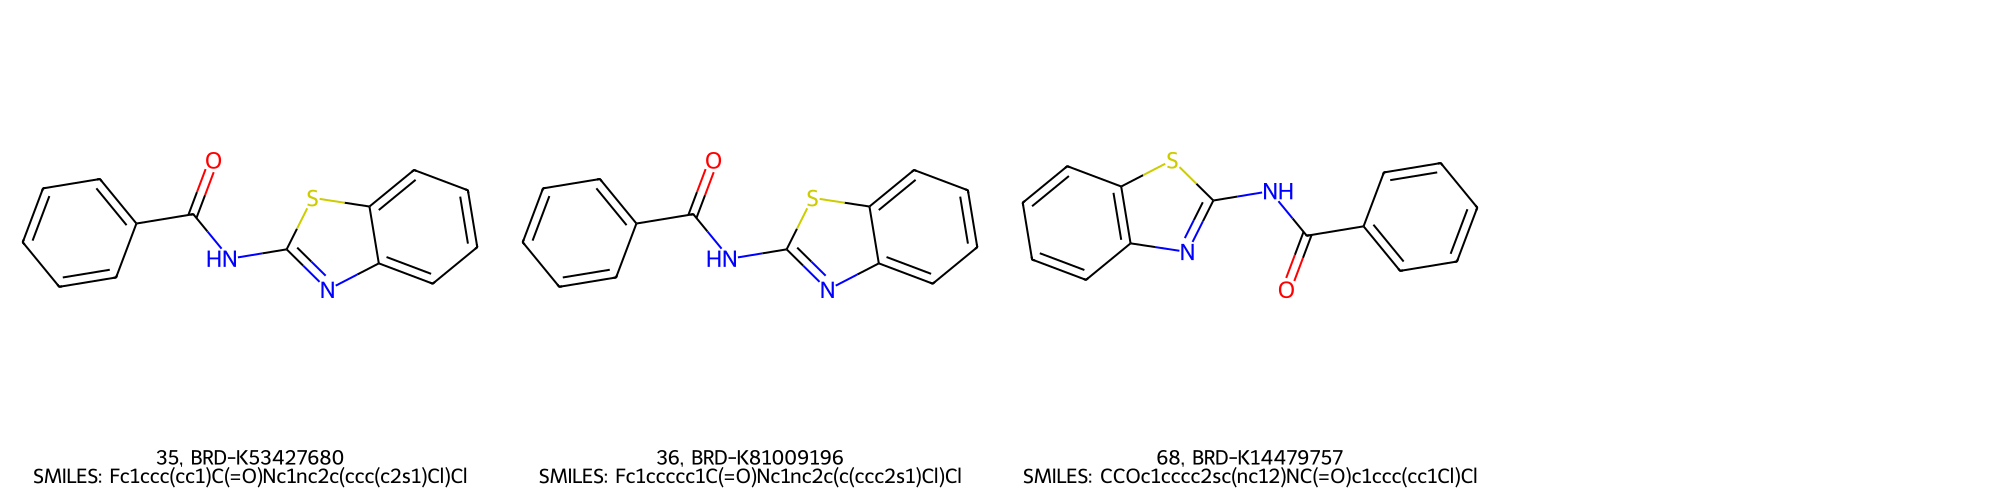 O
S
HN
N
O
S
HN
N
S
HN
N
O
35, BRD-K53427680
SMILES: Fc1ccc(cc1)C(=O)Nc1nc2c(ccc(c2s1)Cl)Cl
36, BRD-K81009196
SMILES: Fc1ccccc1C(=O)Nc1nc2c(c(ccc2s1)Cl)Cl
68, BRD-K14479757
SMILES: CCOc1cccc2sc(nc12)NC(=O)c1ccc(cc1Cl)Cl